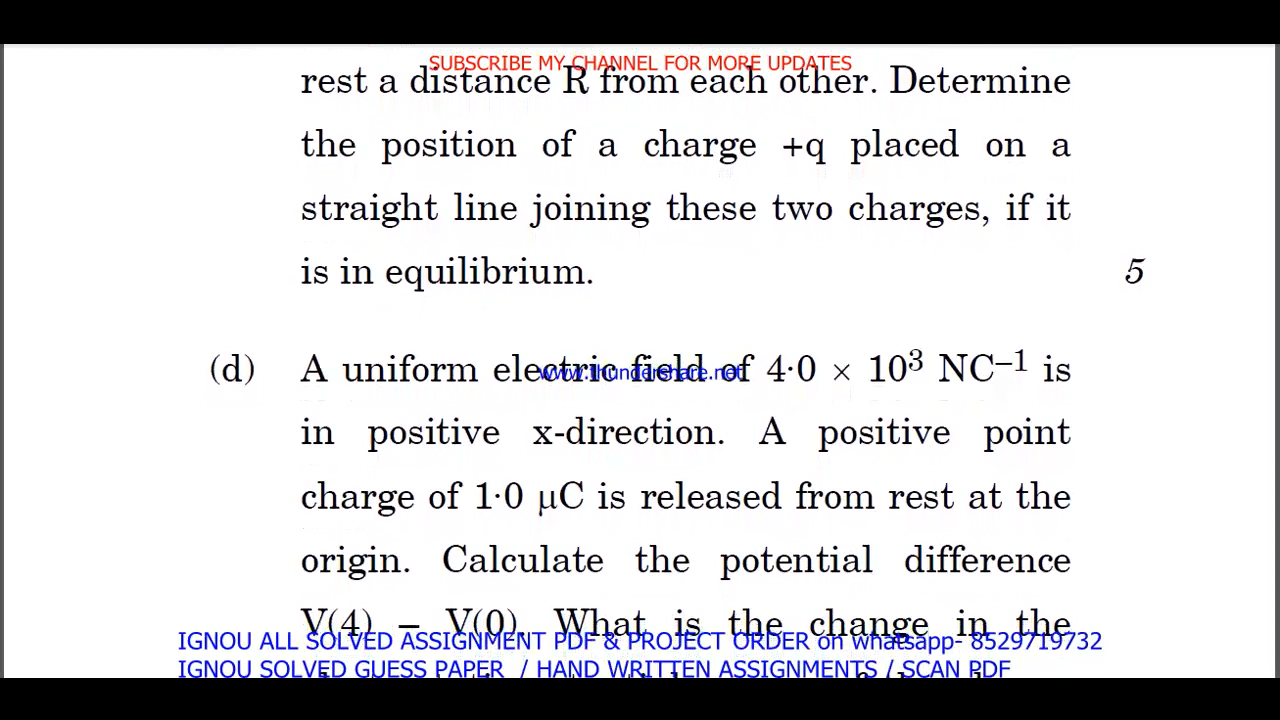 SUBSCRIBE MY CHANNEL FOR MORE UPDATES
rest a distance R from each other. Determine
the position of a charge +q placed on a
straight line joining these two charges, if it
is in equilibrium. 5
(d) A uniform electric field of 4·0 × 10³ NC⁻¹ is
www.thundershare.net
in positive x-direction. A positive point
charge of 1·0 μC is released from rest at the
origin. Calculate the potential difference
V(4) – V(0). What is the change in the
IGNOU ALL SOLVED ASSIGNMENT PDF & PROJECT ORDER on whatsapp- 8529719732
IGNOU SOLVED GUESS PAPER / HAND WRITTEN ASSIGNMENTS / SCAN PDF